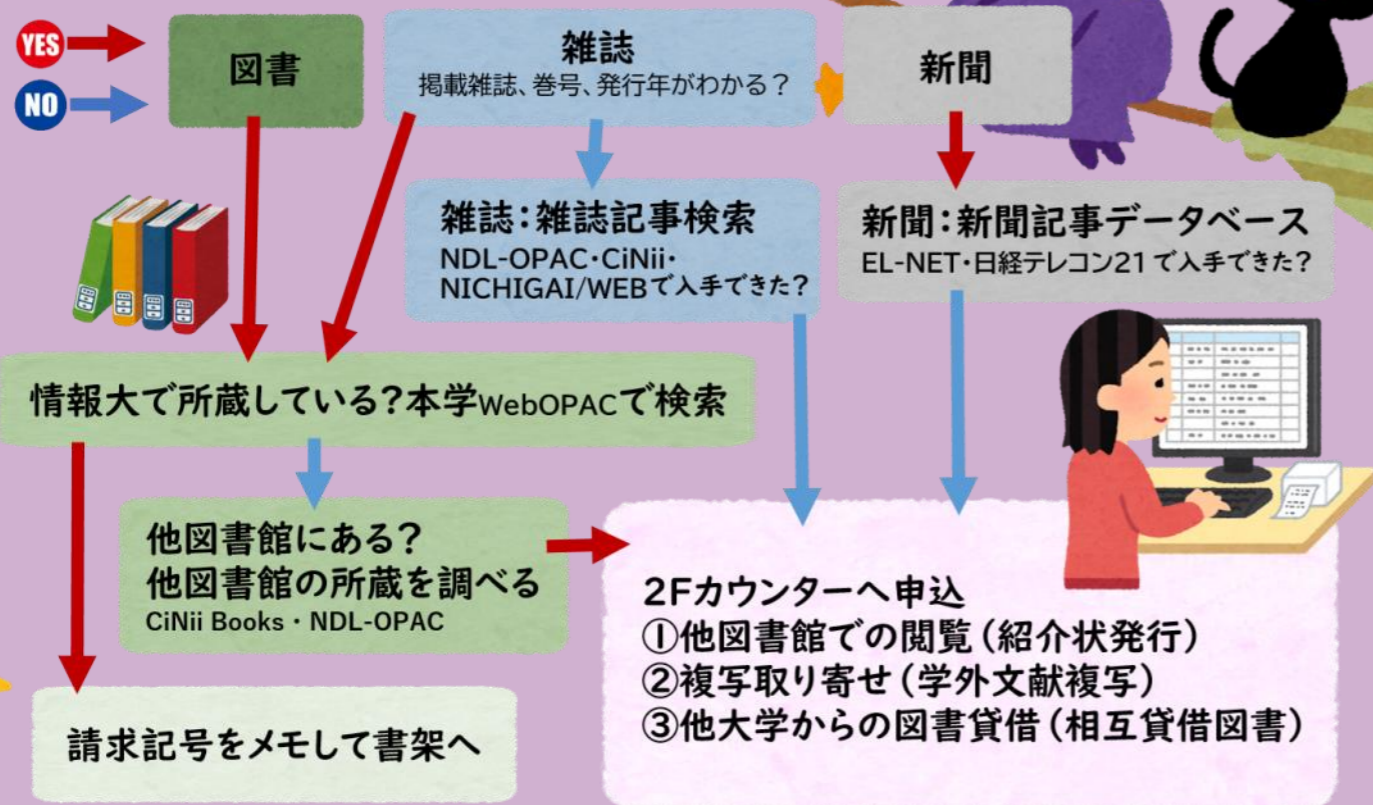 YES
NO
図書
雑誌
掲載雑誌、巻号、発行年がわかる？
新聞
雑誌：雑誌記事検索
NDL-OPAC・CiNii・
NICHIGAI/WEBで入手できた？
新聞：新聞記事データベース
EL-NET・日経テレコン21で入手できた？
情報大で所蔵している？本学WebOPACで検索
他図書館にある？
他図書館の所蔵を調べる
CiNii Books・NDL-OPAC
2Fカウンターへ申込
①他図書館での閲覧（紹介状発行）
②複写取り寄せ（学外文献複写）
③他大学からの図書貸借（相互貸借図書）
請求記号をメモして書架へ